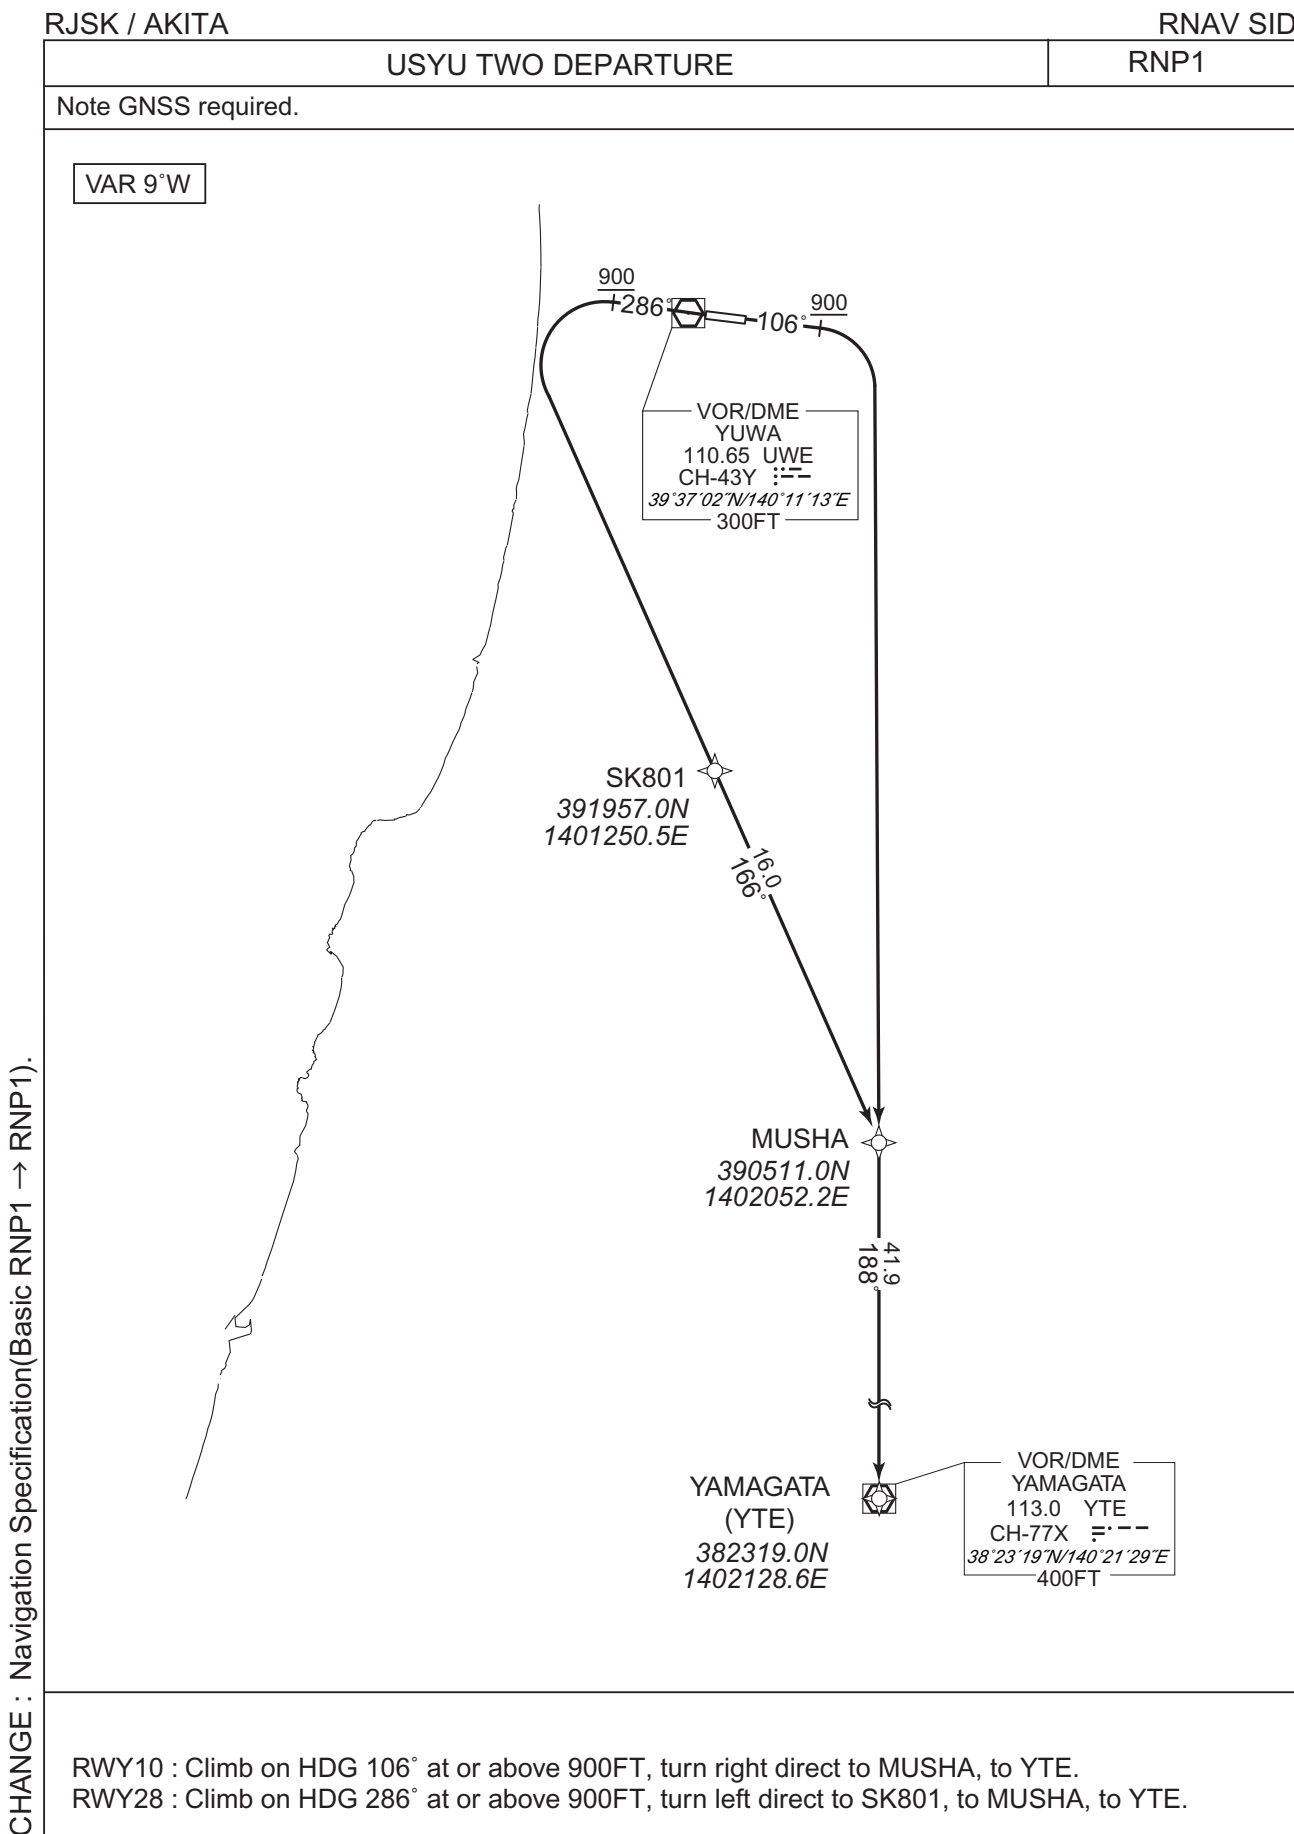 RJSK / AKITA
RNAV SID
USYU TWO DEPARTURE
RNP1
Note GNSS required.
VAR 9°W
900
286°
106°
900
VOR/DME
YUWA
110.65 UWE
CH-43Y
39°37´02˝N/140°11´13˝E
300FT
SK801
391957.0N
1401250.5E
16.0
166°
MUSHA
390511.0N
1402052.2E
41.9
188°
YAMAGATA
(YTE)
382319.0N
1402128.6E
VOR/DME
YAMAGATA
113.0 YTE
CH-77X
38°23´19˝N/140°21´29˝E
400FT
CHANGE : Navigation Specification(Basic RNP1 → RNP1).
RWY10 : Climb on HDG 106° at or above 900FT, turn right direct to MUSHA, to YTE.
RWY28 : Climb on HDG 286° at or above 900FT, turn left direct to SK801, to MUSHA, to YTE.